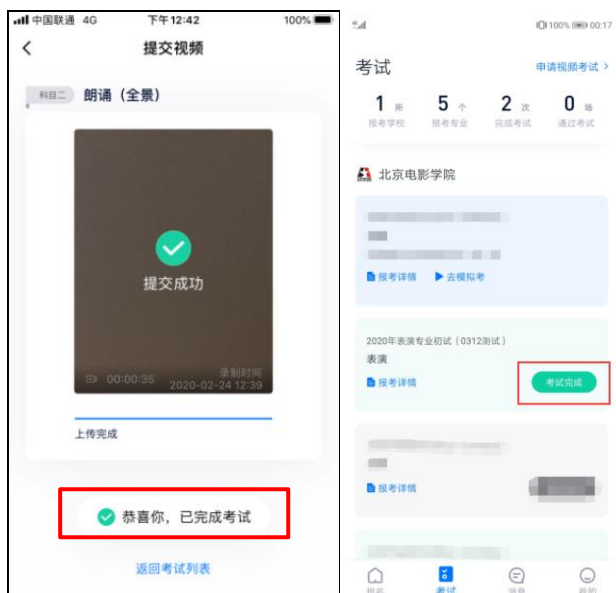 中国联通 4G 下午12:42 100%
提交视频
科目二 朗诵（全景）
提交成功
00:00:35
录制时间
2020-02-24 12:39
上传完成
恭喜你，已完成考试
返回考试列表
100% 00:17
考试 申请视频考试
1 所 5 个 2 次 0 场
报考学校 报考专业 完成考试 通过考试
北京电影学院
报考详情 去模拟考
2020年表演专业初试（0312测试）
表演
报考详情 考试完成
报考详情
报名 考试 消息 我的